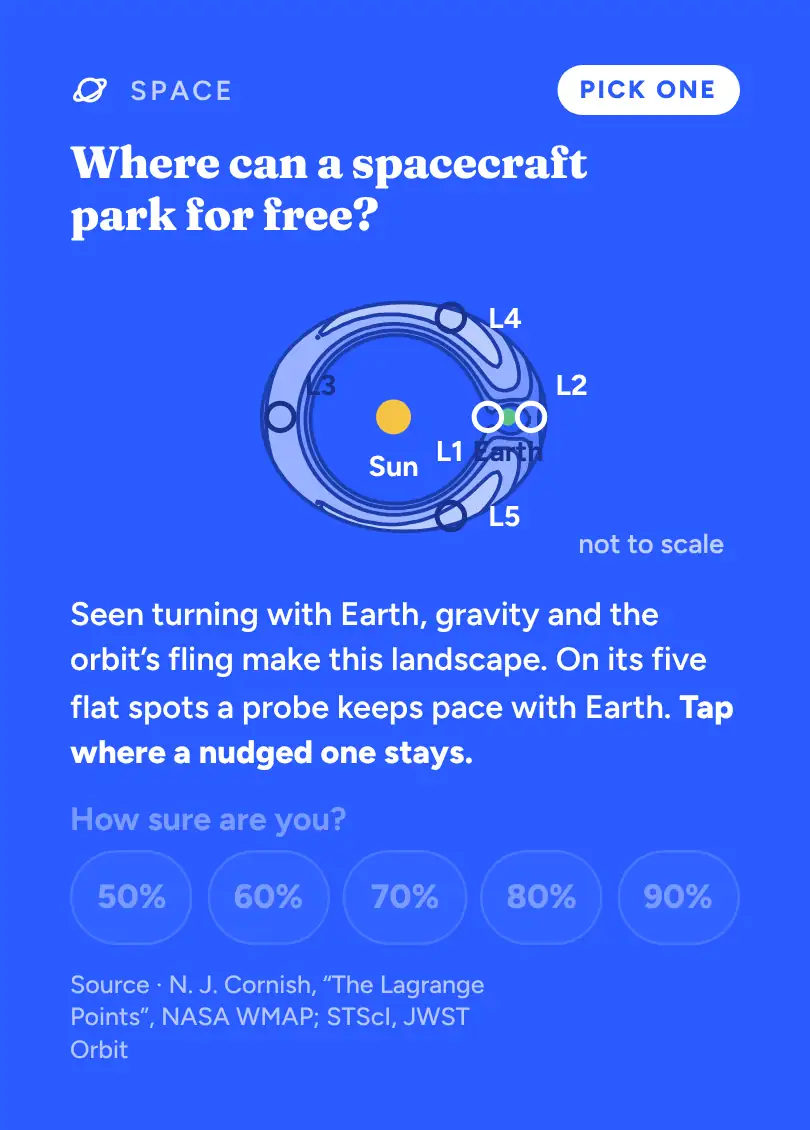 SPACE
PICK ONE
Where can a spacecraft
park for free?
L4
L3
L2
L1
Earth
Sun
L5
not to scale
Seen turning with Earth, gravity and the
orbit’s fling make this landscape. On its five
flat spots a probe keeps pace with Earth. Tap
where a nudged one stays.
How sure are you?
50%
60%
70%
80%
90%
Source · N. J. Cornish, “The Lagrange
Points”, NASA WMAP; STScI, JWST
Orbit